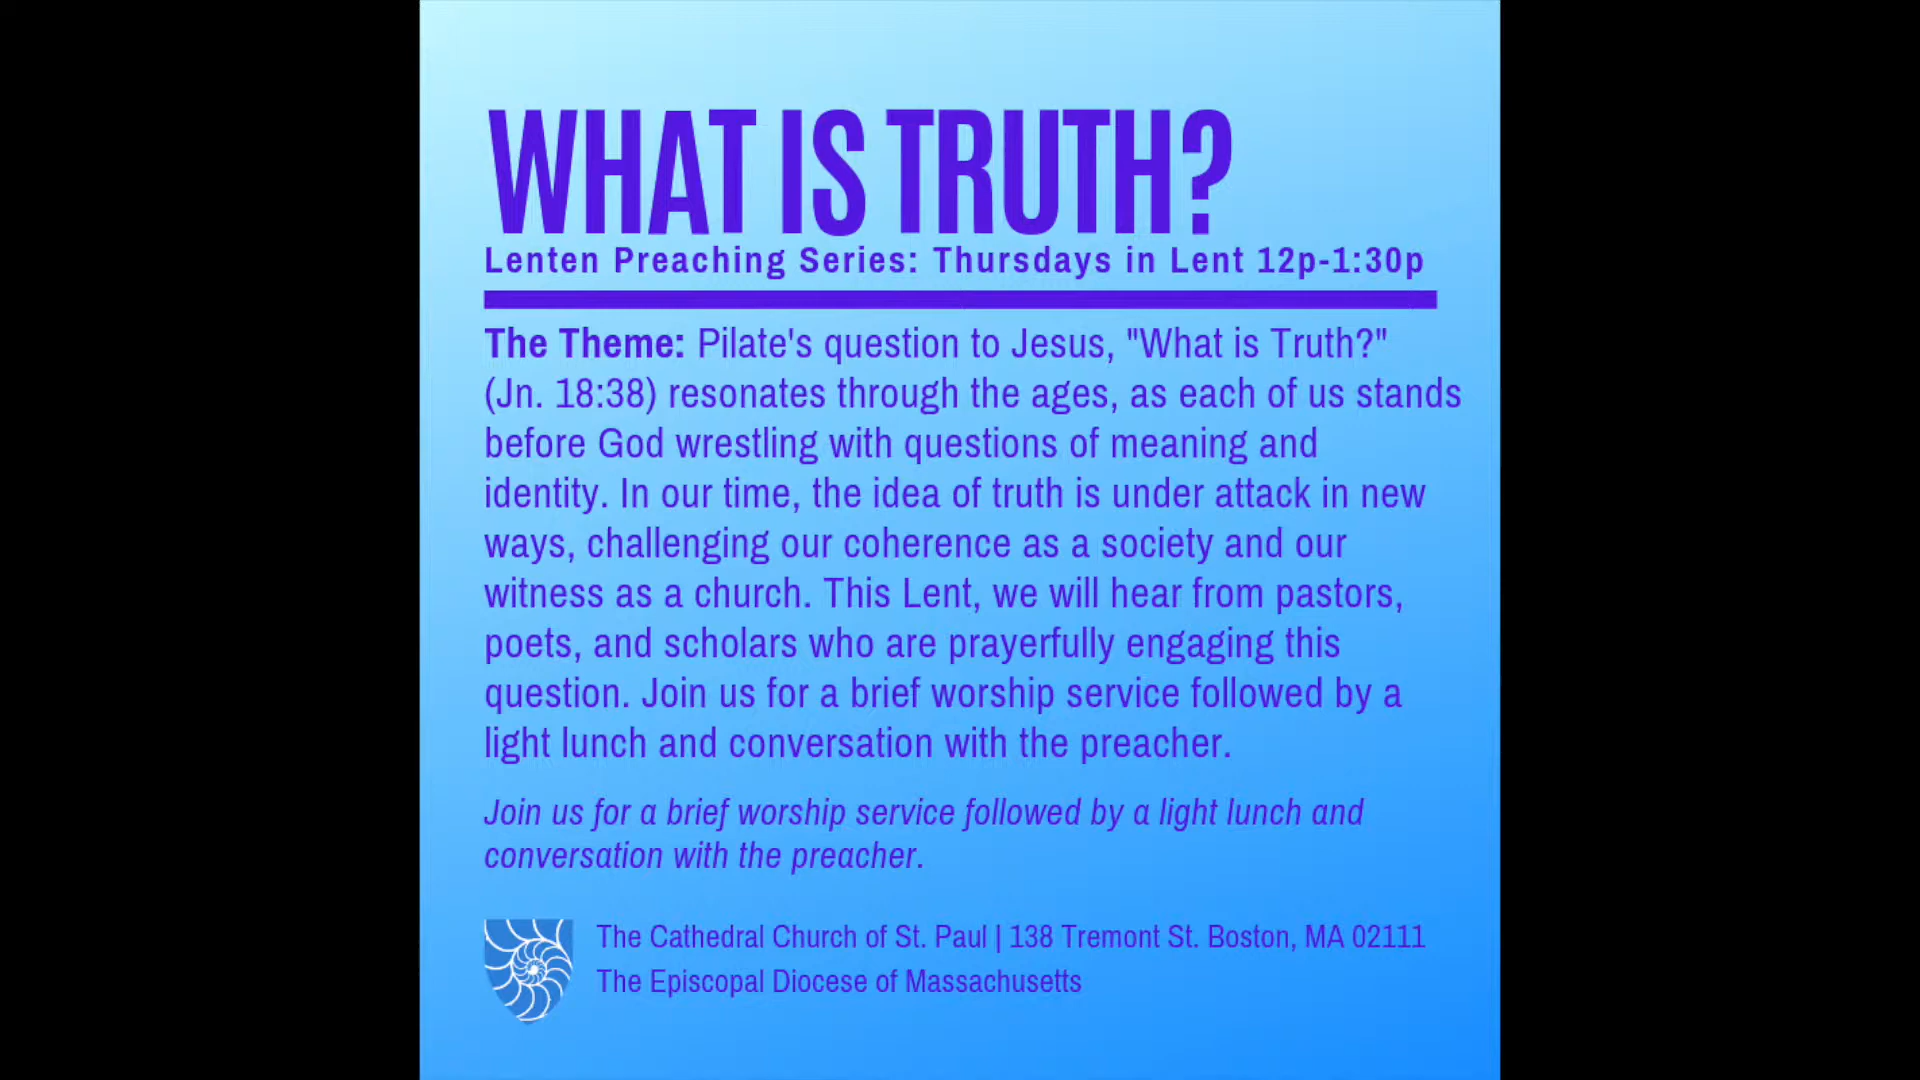 WHAT IS TRUTH?
Lenten Preaching Series: Thursdays in Lent 12p-1:30p
The Theme: Pilate's question to Jesus, "What is Truth?"
(Jn. 18:38) resonates through the ages, as each of us stands
before God wrestling with questions of meaning and
identity. In our time, the idea of truth is under attack in new
ways, challenging our coherence as a society and our
witness as a church. This Lent, we will hear from pastors,
poets, and scholars who are prayerfully engaging this
question. Join us for a brief worship service followed by a
light lunch and conversation with the preacher.
Join us for a brief worship service followed by a light lunch and
conversation with the preacher.
The Cathedral Church of St. Paul | 138 Tremont St. Boston, MA 02111
The Episcopal Diocese of Massachusetts